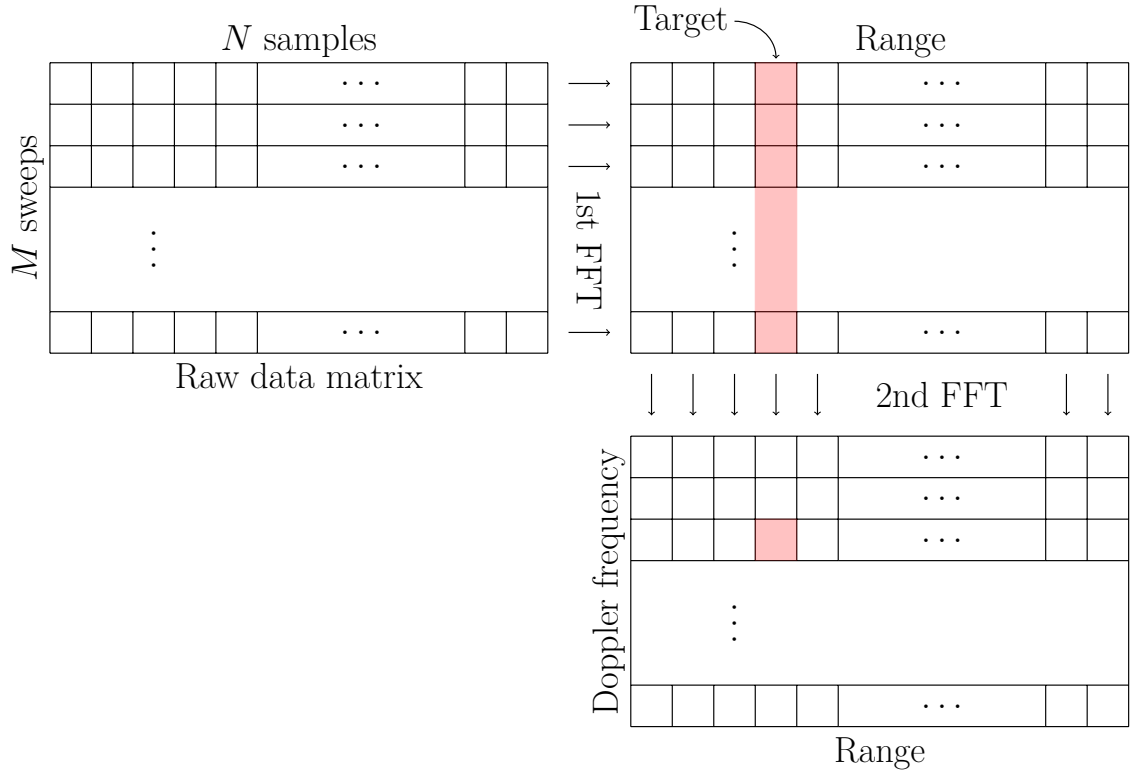 Target
N samples
Range
M sweeps
1st FFT
Raw data matrix
2nd FFT
Doppler frequency
Range